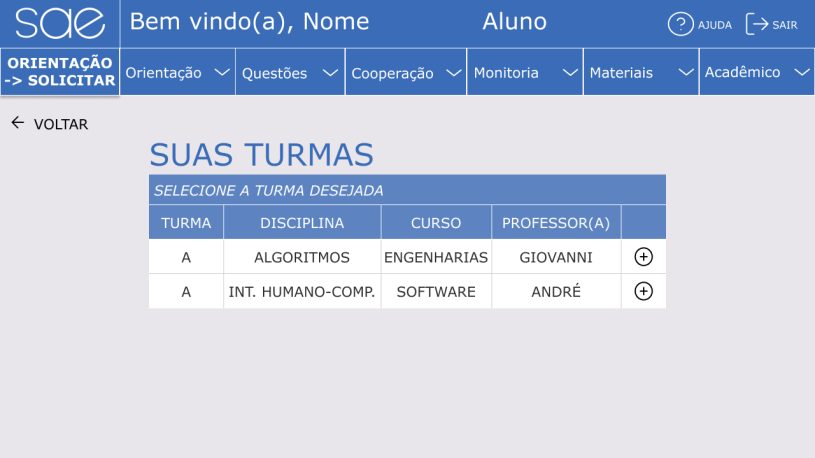 sae Bem vindo(a), Nome Aluno ? AJUDA SAIR
ORIENTAÇÃO
-> SOLICITAR
Orientação Questões Cooperação Monitoria Materiais Acadêmico
← VOLTAR
SUAS TURMAS
SELECIONE A TURMA DESEJADA
TURMA DISCIPLINA CURSO PROFESSOR(A)
A ALGORITMOS ENGENHARIAS GIOVANNI
A INT. HUMANO-COMP. SOFTWARE ANDRÉ